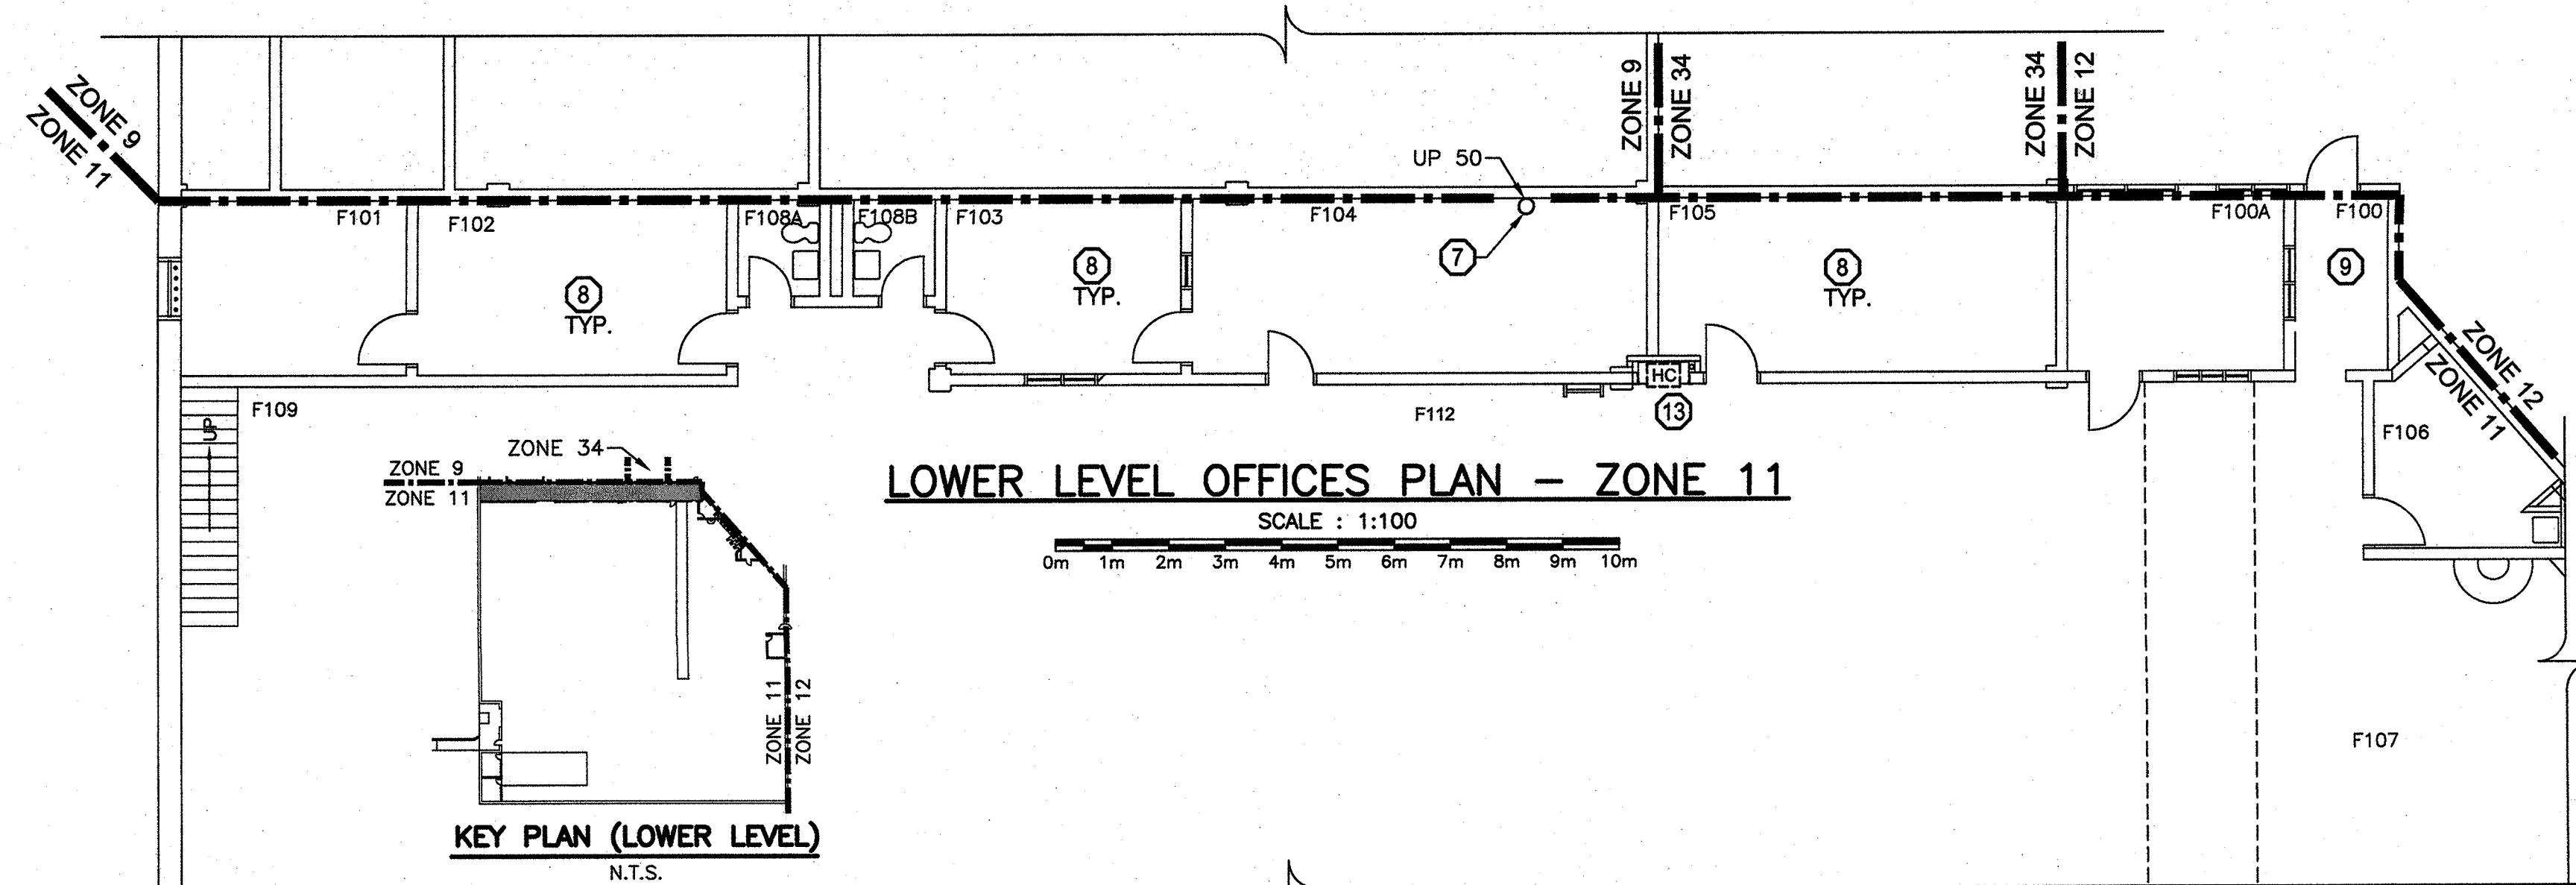 ZONE 9
ZONE 11
ZONE 9
ZONE 34
ZONE 34
ZONE 12
UP 50
F101
F102
F108A
F108B
F103
F104
F105
F100A
F100
7
8
TYP.
8
TYP.
8
TYP.
9
HC
13
F109
UP
F112
ZONE 12
ZONE 11
F106
F107
LOWER LEVEL OFFICES PLAN – ZONE 11
SCALE : 1:100
0m 1m 2m 3m 4m 5m 6m 7m 8m 9m 10m
ZONE 34
ZONE 9
ZONE 11
ZONE 11
ZONE 12
KEY PLAN (LOWER LEVEL)
N.T.S.